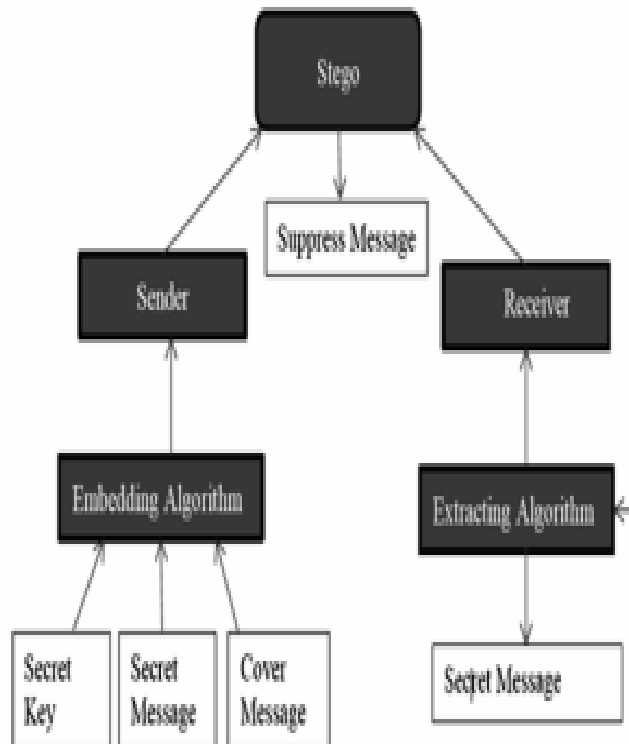 Stego
Suppress Message
Sender
Receiver
Embedding Algorithm
Extracting Algorithm
Secret
Key
Secret
Message
Cover
Message
Secret Message